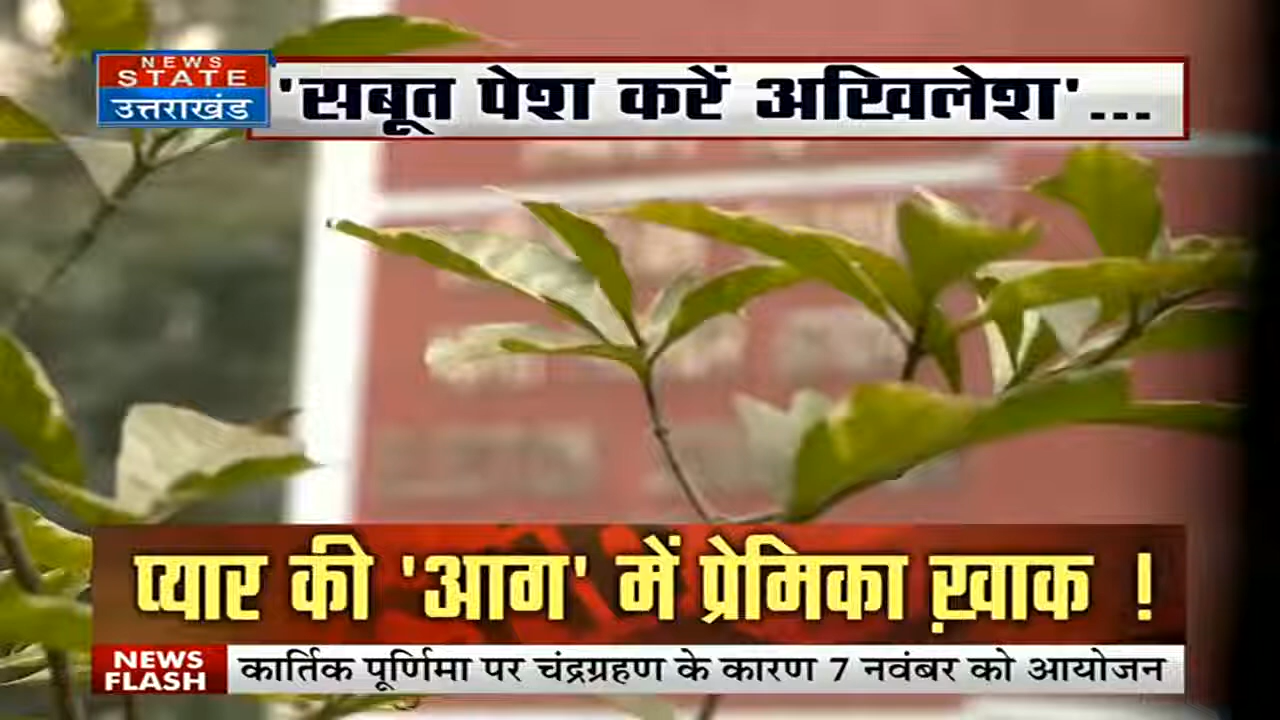 NEWS
STATE
उत्तराखंड
'सबूत पेश करें अखिलेश'...
प्यार की 'आग' में प्रेमिका ख़ाक !
NEWS
FLASH
कार्तिक पूर्णिमा पर चंद्रग्रहण के कारण 7 नवंबर को आयोजन